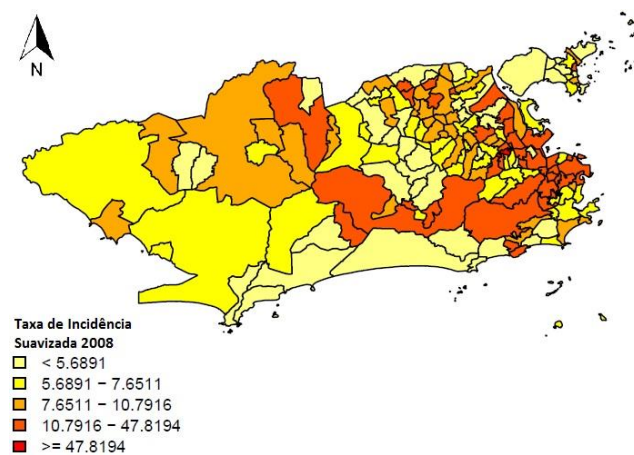 N
Taxa de Incidência
Suavizada 2008
< 5.6891
5.6891 − 7.6511
7.6511 − 10.7916
10.7916 − 47.8194
>= 47.8194